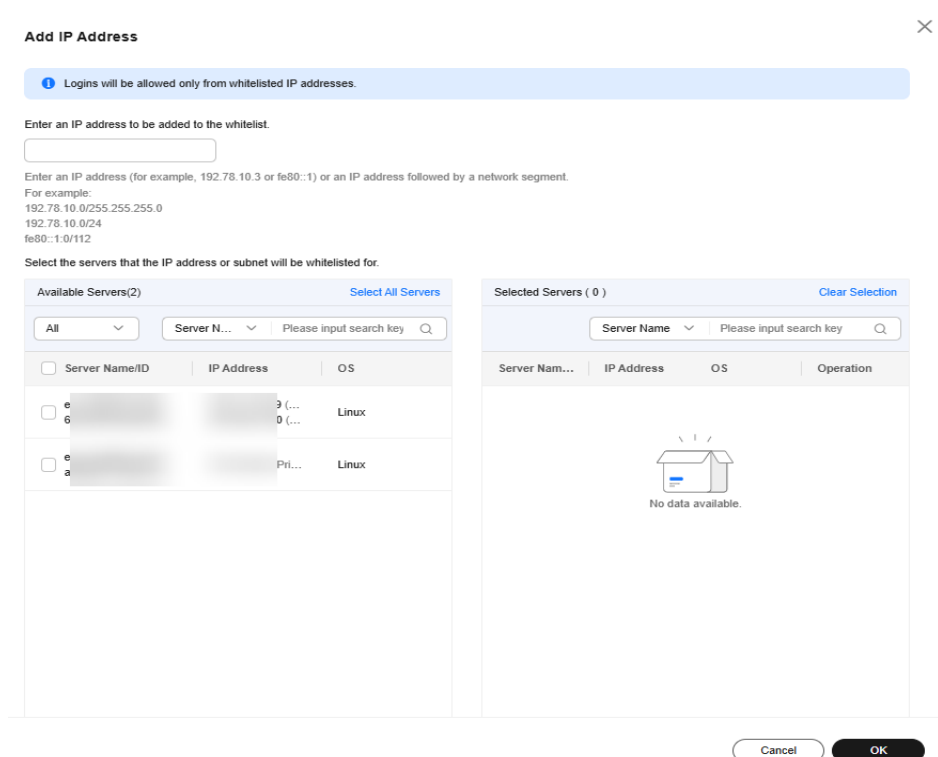 Add IP Address
Logins will be allowed only from whitelisted IP addresses.
Enter an IP address to be added to the whitelist.
Enter an IP address (for example, 192.78.10.3 or fe80::1) or an IP address followed by a network segment.
For example:
192.78.10.0/255.255.255.0
192.78.10.0/24
fe80::1:0/112
Select the servers that the IP address or subnet will be whitelisted for.
Available Servers(2) Select All Servers
All Server N... Please input search key
Server Name/ID IP Address OS
e 9 (...
6 0 (...
Linux
e
a Pri... Linux
Selected Servers ( 0 ) Clear Selection
Server Name Please input search key
Server Nam... IP Address OS Operation
No data available.
Cancel OK